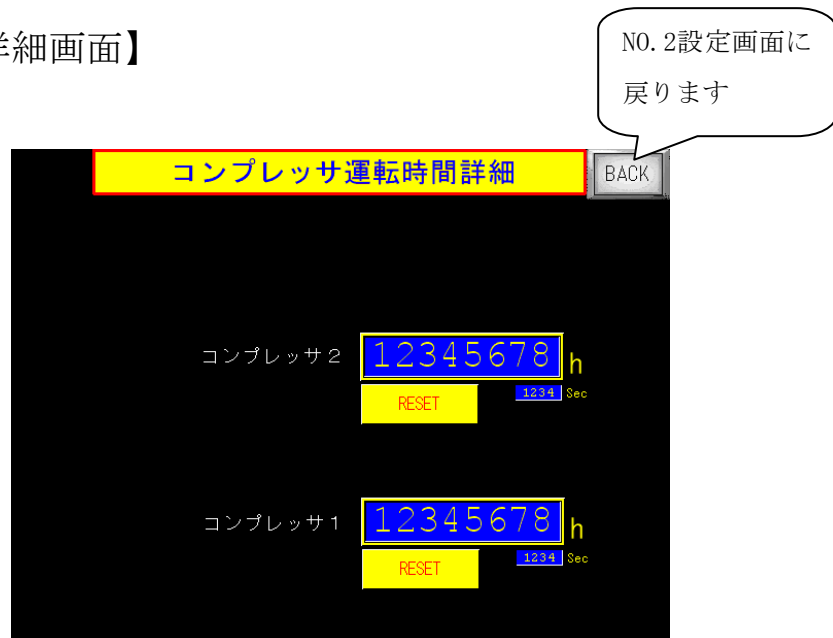 細画面】
NO.2設定画面に
戻ります
コンプレッサ運転時間詳細
BACK
コンプレッサ2 12345678 h
RESET 1234 Sec
コンプレッサ1 12345678 h
RESET 1234 Sec